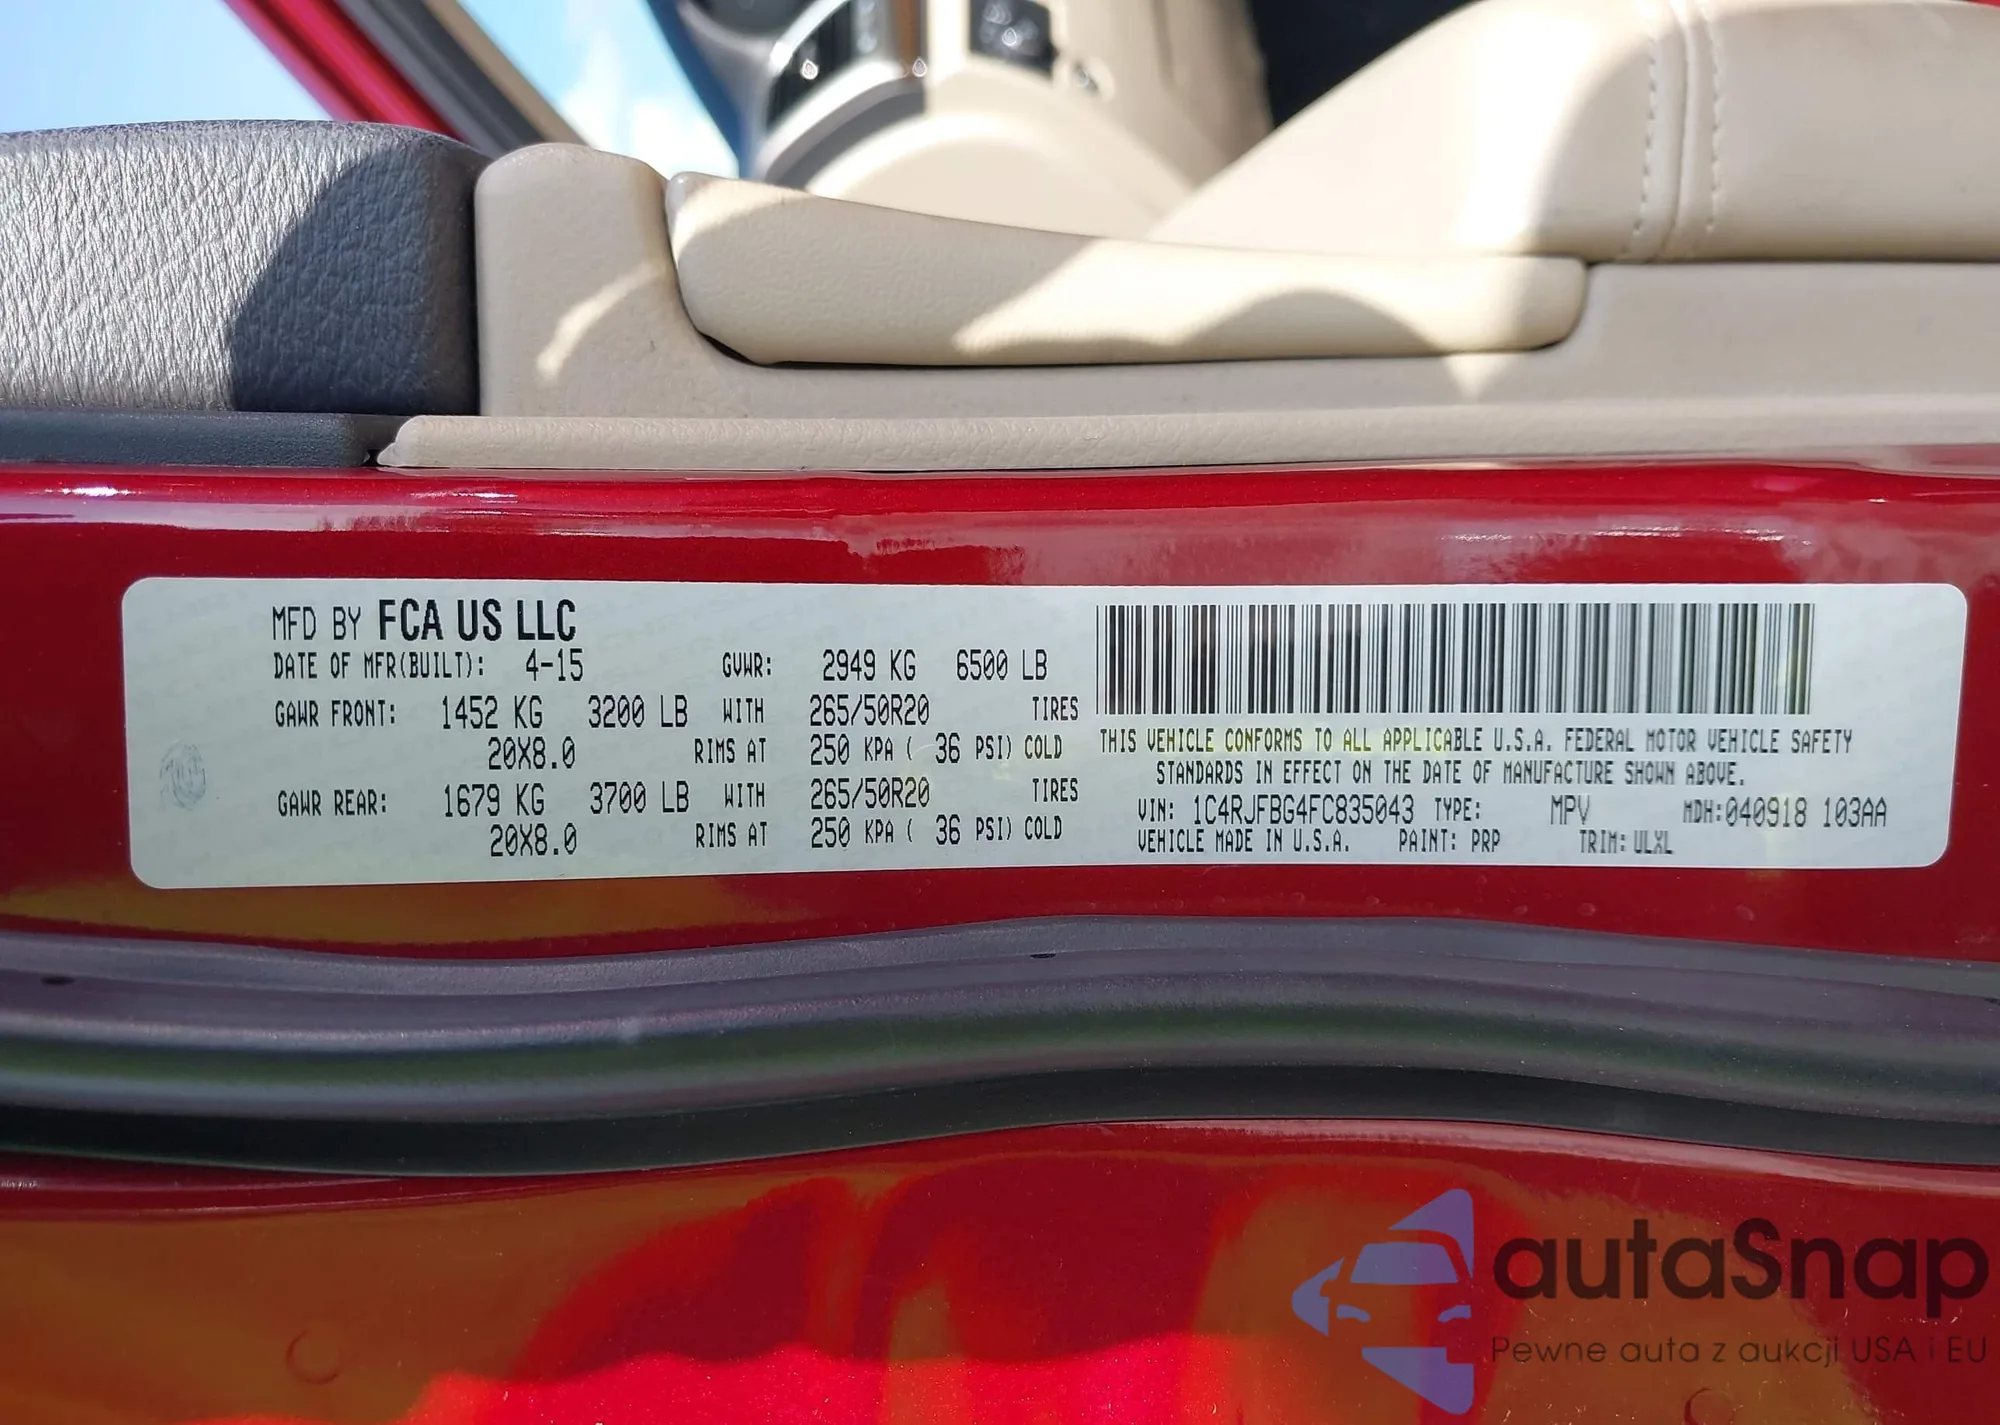 MFD BY FCA US LLC
DATE OF MFR(BUILT): 4-15 GVWR: 2949 KG 6500 LB
GAWR FRONT: 1452 KG 3200 LB WITH 265/50R20 TIRES
20X8.0 RIMS AT 250 KPA ( 36 PSI) COLD
GAWR REAR: 1679 KG 3700 LB WITH 265/50R20 TIRES
20X8.0 RIMS AT 250 KPA ( 36 PSI) COLD
THIS VEHICLE CONFORMS TO ALL APPLICABLE U.S.A. FEDERAL MOTOR VEHICLE SAFETY
STANDARDS IN EFFECT ON THE DATE OF MANUFACTURE SHOWN ABOVE.
VIN: 1C4RJFBG4FC835043 TYPE: MPV MDH:040918 103AA
VEHICLE MADE IN U.S.A. PAINT: PRP TRIM: ULXL
autaSnap
Pewne auta z aukcji USA i EU